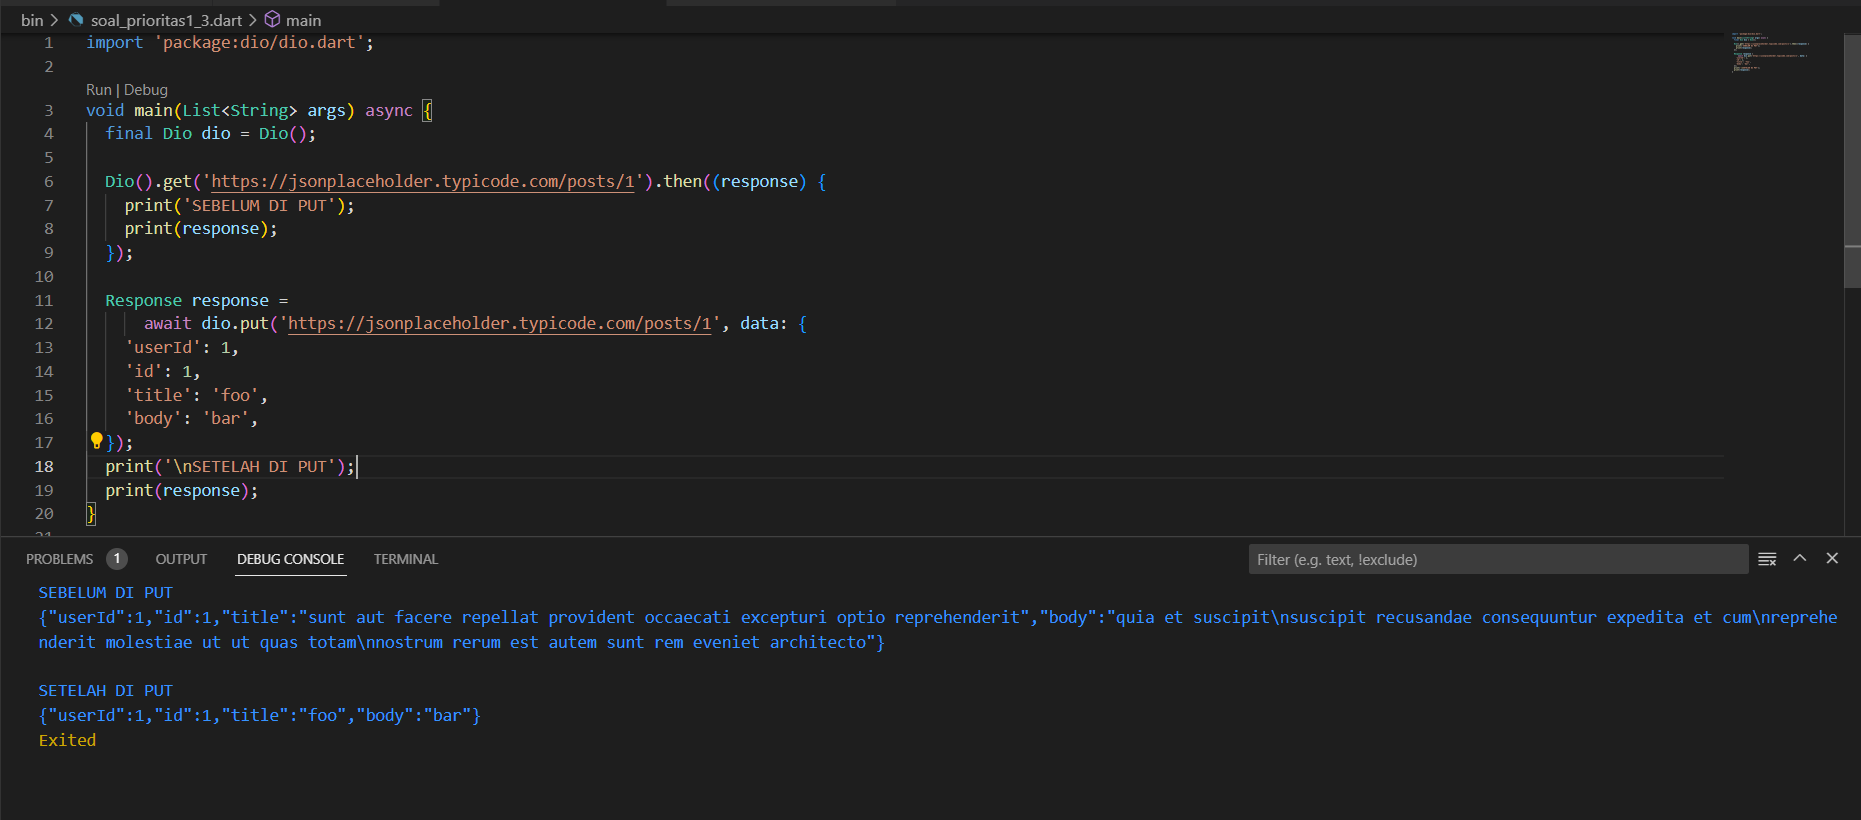 bin > soal_prioritas1_3.dart > main
1 import 'package:dio/dio.dart';
2
Run | Debug
3 void main(List<String> args) async {
4   final Dio dio = Dio();
5
6   Dio().get('https://jsonplaceholder.typicode.com/posts/1').then((response) {
7     print('SEBELUM DI PUT');
8     print(response);
9   });
10
11   Response response =
12       await dio.put('https://jsonplaceholder.typicode.com/posts/1', data: {
13     'userId': 1,
14     'id': 1,
15     'title': 'foo',
16     'body': 'bar',
17   });
18   print('\nSETELAH DI PUT');
19   print(response);
20 }
21
PROBLEMS 1 OUTPUT DEBUG CONSOLE TERMINAL Filter (e.g. text, !exclude)
SEBELUM DI PUT
{"userId":1,"id":1,"title":"sunt aut facere repellat provident occaecati excepturi optio reprehenderit","body":"quia et suscipit\nsuscipit recusandae consequuntur expedita et cum\nreprehe
nderit molestiae ut ut quas totam\nnostrum rerum est autem sunt rem eveniet architecto"}
SETELAH DI PUT
{"userId":1,"id":1,"title":"foo","body":"bar"}
Exited